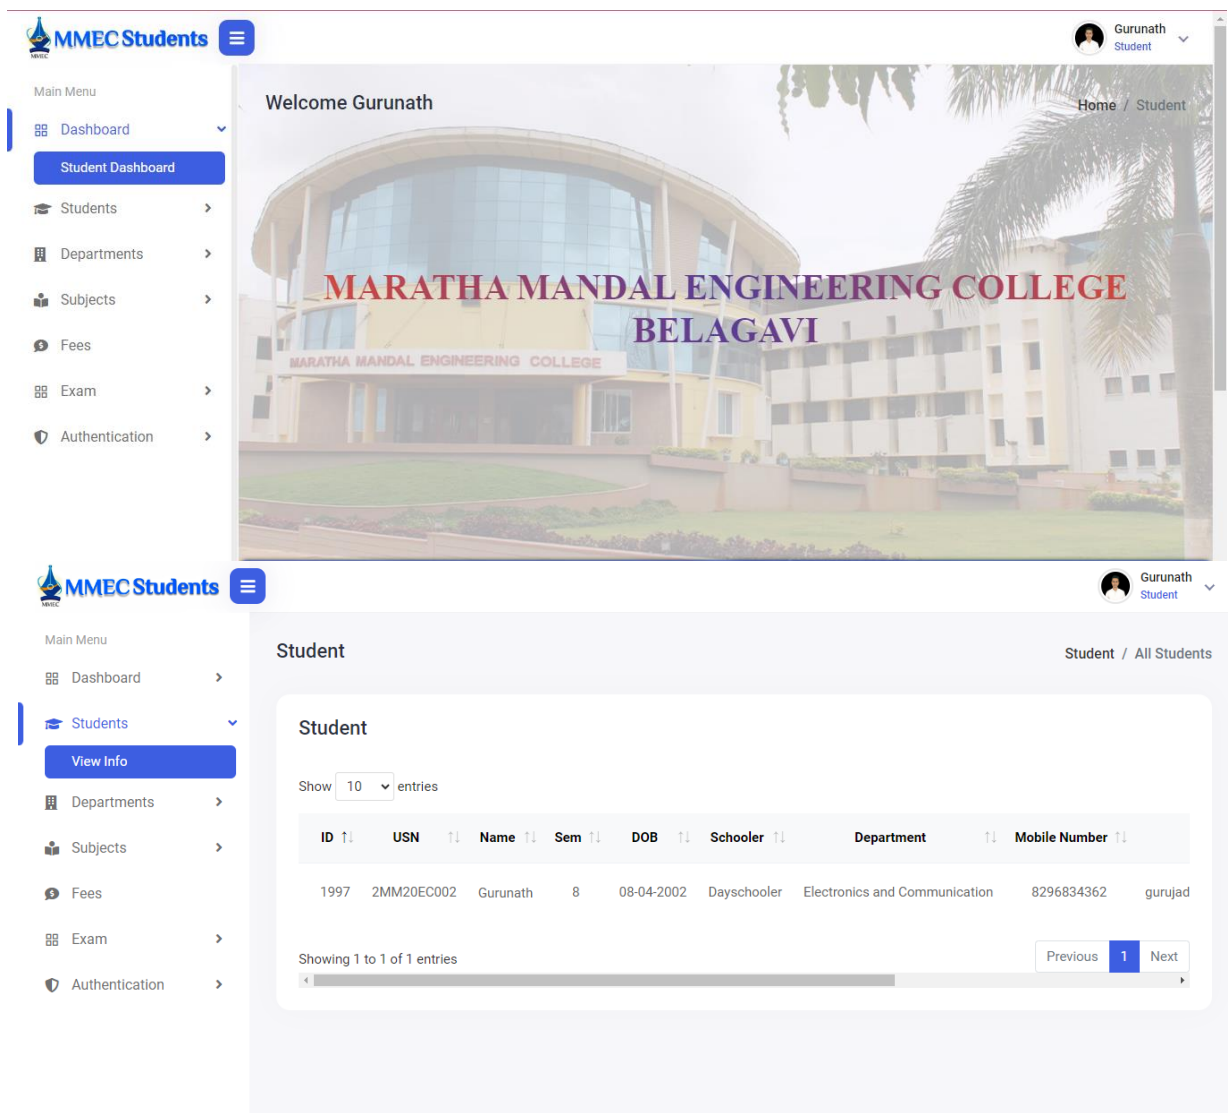 MMEC Students
MMEC
Gurunath
Student
Main Menu
Dashboard
Student Dashboard
Students
Departments
Subjects
Fees
Exam
Authentication
Welcome Gurunath
Home / Student
MARATHA MANDAL ENGINEERING COLLEGE
BELAGAVI
MARATHA MANDAL ENGINEERING COLLEGE
MMEC Students
MMEC
Gurunath
Student
Main Menu
Dashboard
Students
View Info
Departments
Subjects
Fees
Exam
Authentication
Student
Student / All Students
Student
Show 10 entries
ID USN Name Sem DOB Schooler Department Mobile Number
1997 2MM20EC002 Gurunath 8 08-04-2002 Dayschooler Electronics and Communication 8296834362 gurujad
Showing 1 to 1 of 1 entries
Previous 1 Next